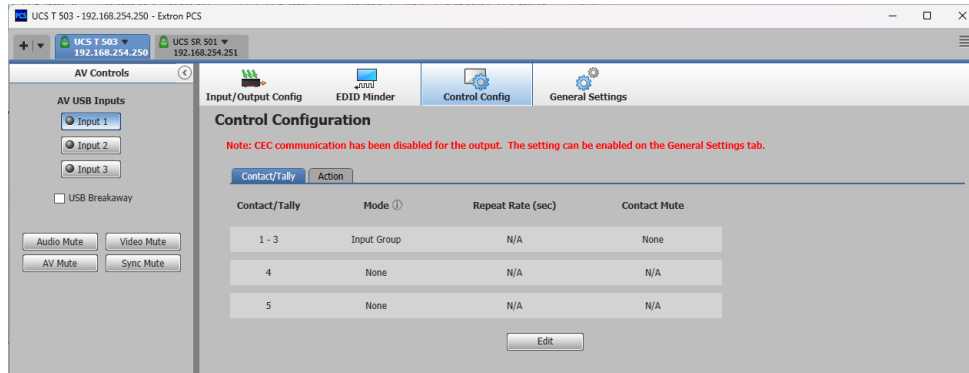 PCS UCS T 503 - 192.168.254.250 - Extron PCS
UCS T 503
192.168.254.250
UCS SR 501
192.168.254.251
AV Controls
AV USB Inputs
Input 1
Input 2
Input 3
USB Breakaway
Audio Mute
Video Mute
AV Mute
Sync Mute
Input/Output Config
EDID Minder
Control Config
General Settings
Control Configuration
Note: CEC communication has been disabled for the output. The setting can be enabled on the General Settings tab.
Contact/Tally
Action
Contact/Tally Mode Repeat Rate (sec) Contact Mute
1 - 3 Input Group N/A None
4 None N/A N/A
5 None N/A N/A
Edit